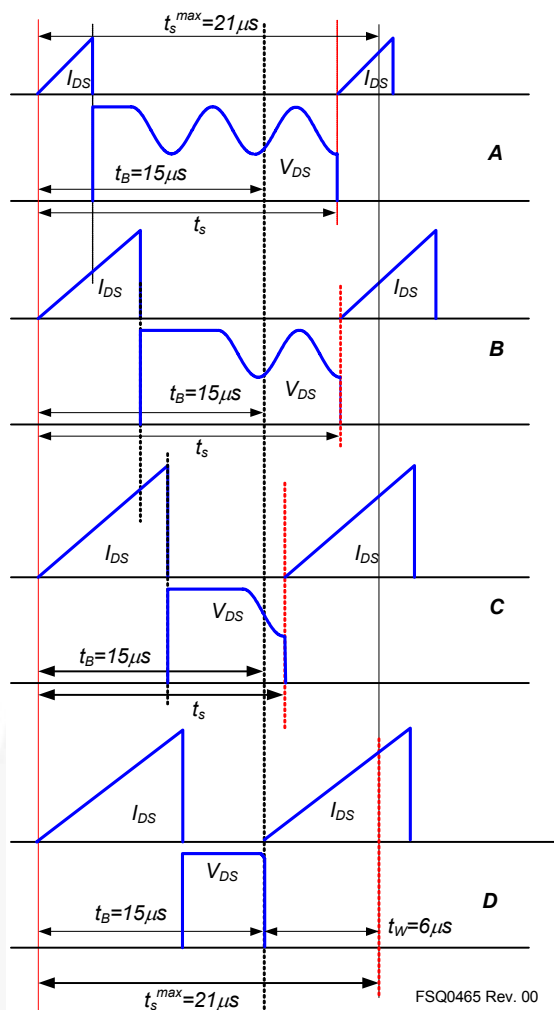 t_s^max=21μs
I_DS
I_DS
A
t_B=15μs
V_DS
t_s
I_DS
I_DS
B
t_B=15μs
V_DS
t_s
I_DS
I_DS
C
V_DS
t_B=15μs
t_s
I_DS
I_DS
V_DS
D
t_B=15μs
t_W=6μs
t_s^max=21μs
FSQ0465 Rev. 00